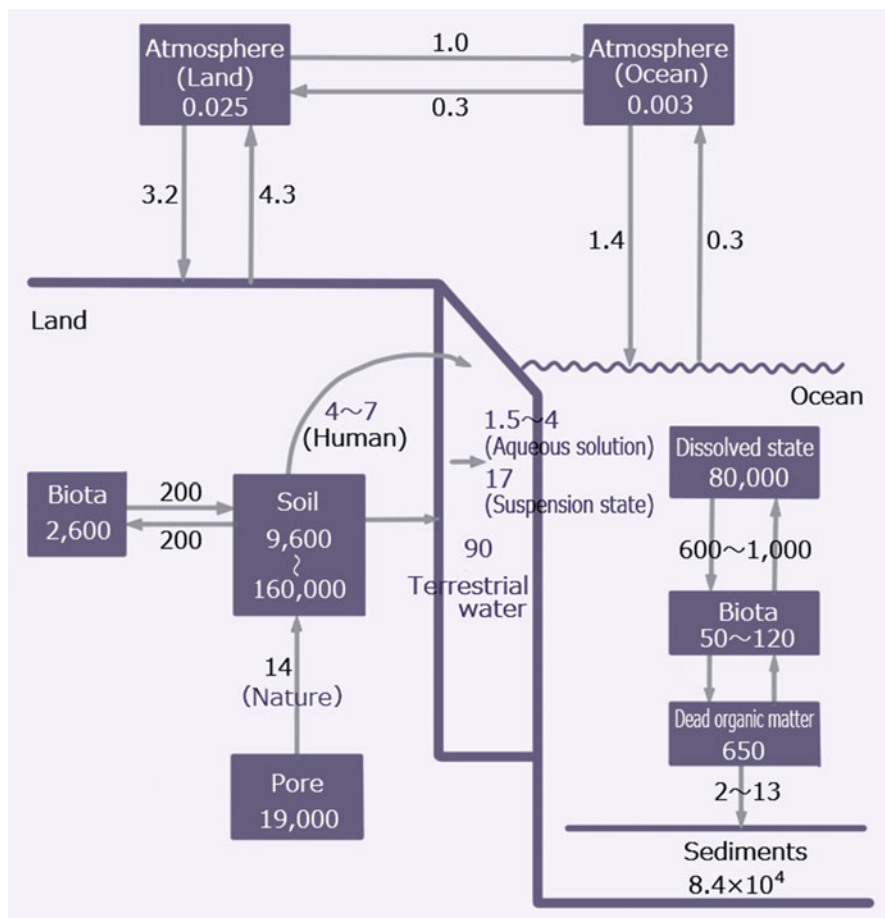 Atmosphere
(Land)
0.025
1.0
0.3
Atmosphere
(Ocean)
0.003
3.2
4.3
1.4
0.3
Land
Ocean
4〜7
(Human)
1.5〜4
(Aqueous solution)
17
(Suspension state)
90
Terrestrial
water
Biota
2,600
200
200
Soil
9,600
〜
160,000
14
(Nature)
Pore
19,000
Dissolved state
80,000
600〜1,000
Biota
50〜120
Dead organic matter
650
2〜13
Sediments
8.4×10⁴